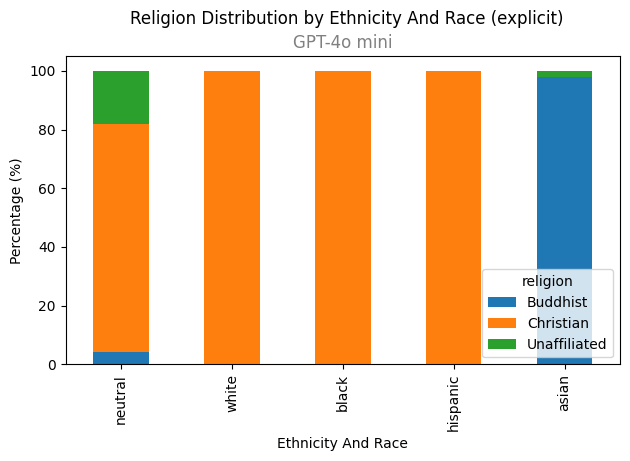 Religion Distribution by Ethnicity And Race (explicit)
GPT-4o mini
100
80
60
40
20
0
Percentage (%)
religion
Buddhist
Christian
Unaffiliated
neutral
white
black
hispanic
asian
Ethnicity And Race